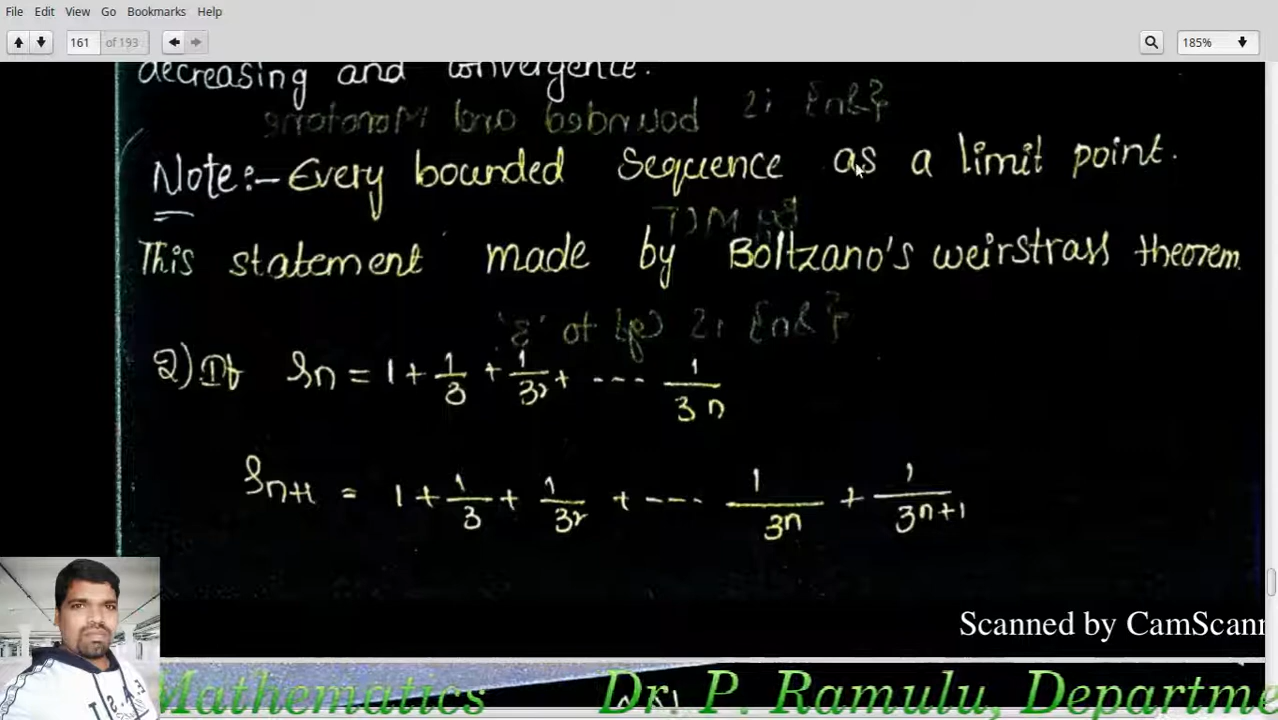 File Edit View Go Bookmarks Help
161 of 193 185%
decreasing and convergence.
Note:- Every bounded Sequence as a limit point.
This statement made by Boltzano's weirstrass theorem.
2) If Sn = 1 + 1/3 + 1/3² + ---- 1/3n
Sn+1 = 1 + 1/3 + 1/3² + ---- 1/3ⁿ + 1/3ⁿ⁺¹
Scanned by CamScann
Mathematics Dr. P. Ramulu, Departme